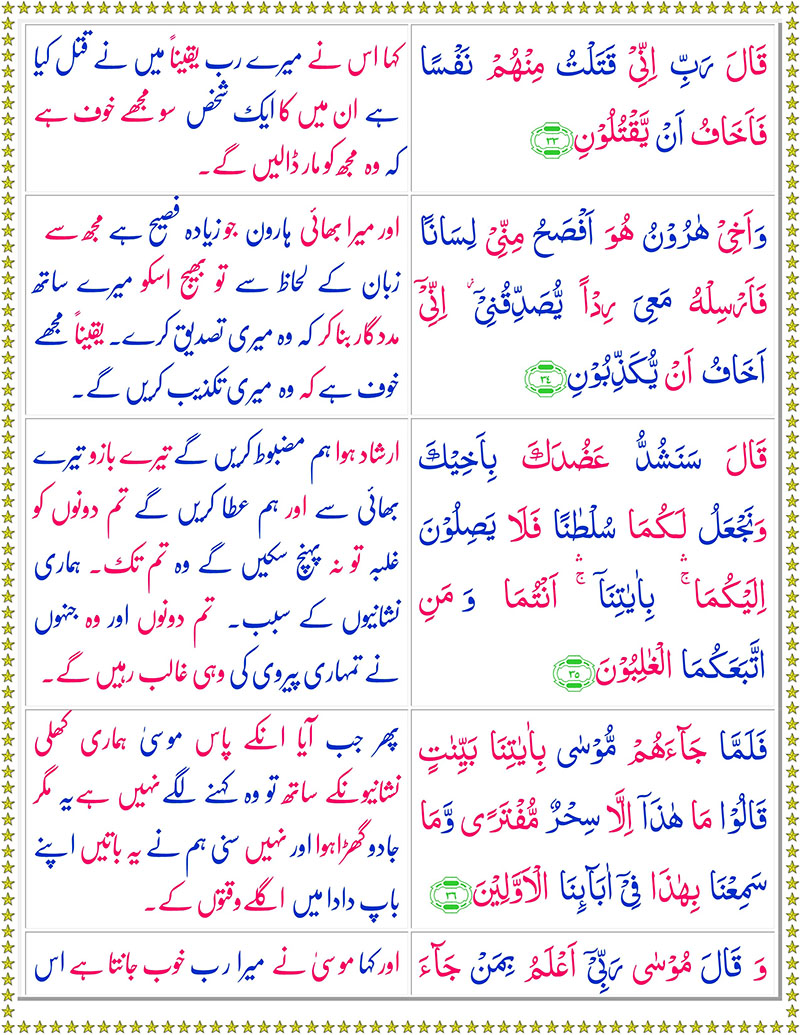 قَالَ رَبِّ اِنِّىۡ قَتَلۡتُ مِنۡهُمۡ نَفۡسًا
فَاَخَافُ اَنۡ يَّقۡتُلُوۡنِ ﴿۳۳﴾
کہا اس نے میرے رب یقیناً میں نے قتل کیا
ہے ان میں کا ایک شخص سو مجھے خوف ہے
کہ وہ مجھ کو مار ڈالیں گے۔
وَاَخِىۡ هٰرُوۡنُ هُوَ اَفۡصَحُ مِنِّىۡ لِسَانًا
فَاَرۡسِلۡهُ مَعِىَ رِدۡاً يُّصَدِّقُنِىۡٓ ۖ اِنِّىۡٓ
اَخَافُ اَنۡ يُّكَذِّبُوۡنِ ﴿۳۴﴾
اور میرا بھائی ہارون جو زیادہ فصیح ہے مجھ سے
زبان کے لحاظ سے تو بھیج اسکو میرے ساتھ
مددگار بنا کر کہ وہ میری تصدیق کرے۔ یقیناً مجھے
خوف ہے کہ وہ میری تکذیب کریں گے۔
قَالَ سَنَشُدُّ عَضُدَكَ بِاَخِيۡكَ
وَنَجۡعَلُ لَـكُمَا سُلۡطٰنًا فَلَا يَصِلُوۡنَ
اِلَيۡكُمَا ۛۚ بِاٰيٰتِنَاۤ ۛۚ اَنۡتُمَا وَ مَنِ
اتَّبَعَكُمَا الۡغٰلِبُوۡنَ ﴿۳۵﴾
ارشاد ہوا ہم مضبوط کریں گے تیرے بازو تیرے
بھائی سے اور ہم عطا کریں گے تم دونوں کو
غلبہ تو نہ پہنچ سکیں گے وہ تم تک۔ ہماری
نشانیوں کے سبب۔ تم دونوں اور وہ جنہوں
نے تمہاری پیروی کی وہی غالب رہیں گے۔
فَلَمَّا جَآءَهُمۡ مُّوۡسٰى بِاٰيٰتِنَا بَيِّنٰتٍ
قَالُوۡا مَا هٰذَاۤ اِلَّا سِحۡرٌ مُّفۡتَرًى وَّمَا
سَمِعۡنَا بِهٰذَا فِىۡۤ اٰبَآئِنَا الۡاَوَّلِيۡنَ ﴿۳۶﴾
پھر جب آیا انکے پاس موسیٰ ہماری کھلی
نشانیونکے ساتھ تو وہ کہنے لگے نہیں ہے یہ مگر
جادو گھڑا ہوا اور نہیں سنی ہم نے یہ باتیں اپنے
باپ دادا میں اگلے وقتوں کے۔
وَ قَالَ مُوۡسٰى رَبِّىۡۤ اَعۡلَمُ بِمَنۡ جَآءَ
اور کہا موسیٰ نے میرا رب خوب جانتا ہے اس